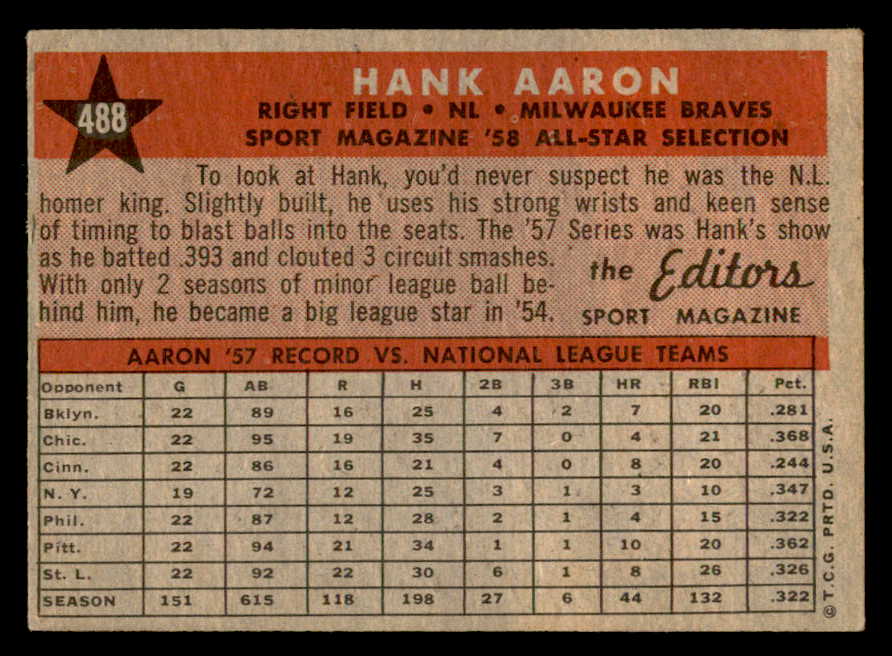 488
HANK AARON
RIGHT FIELD • NL • MILWAUKEE BRAVES
SPORT MAGAZINE '58 ALL-STAR SELECTION
To look at Hank, you'd never suspect he was the N.L.
homer king. Slightly built, he uses his strong wrists and keen sense
of timing to blast balls into the seats. The '57 Series was Hank's show
as he batted .393 and clouted 3 circuit smashes.
With only 2 seasons of minor league ball be-
hind him, he became a big league star in '54.
the Editors
SPORT MAGAZINE
AARON '57 RECORD VS. NATIONAL LEAGUE TEAMS
Opponent G AB R H 2B 3B HR RBI Pct.
Bklyn. 22 89 16 25 4 2 7 20 .281
Chic. 22 95 19 35 7 0 4 21 .368
Cinn. 22 86 16 21 4 0 8 20 .244
N. Y. 19 72 12 25 3 1 3 10 .347
Phil. 22 87 12 28 2 1 4 15 .322
Pitt. 22 94 21 34 1 1 10 20 .362
St. L. 22 92 22 30 6 1 8 26 .326
SEASON 151 615 118 198 27 6 44 132 .322
© T.C.G. PRTD. U.S.A.